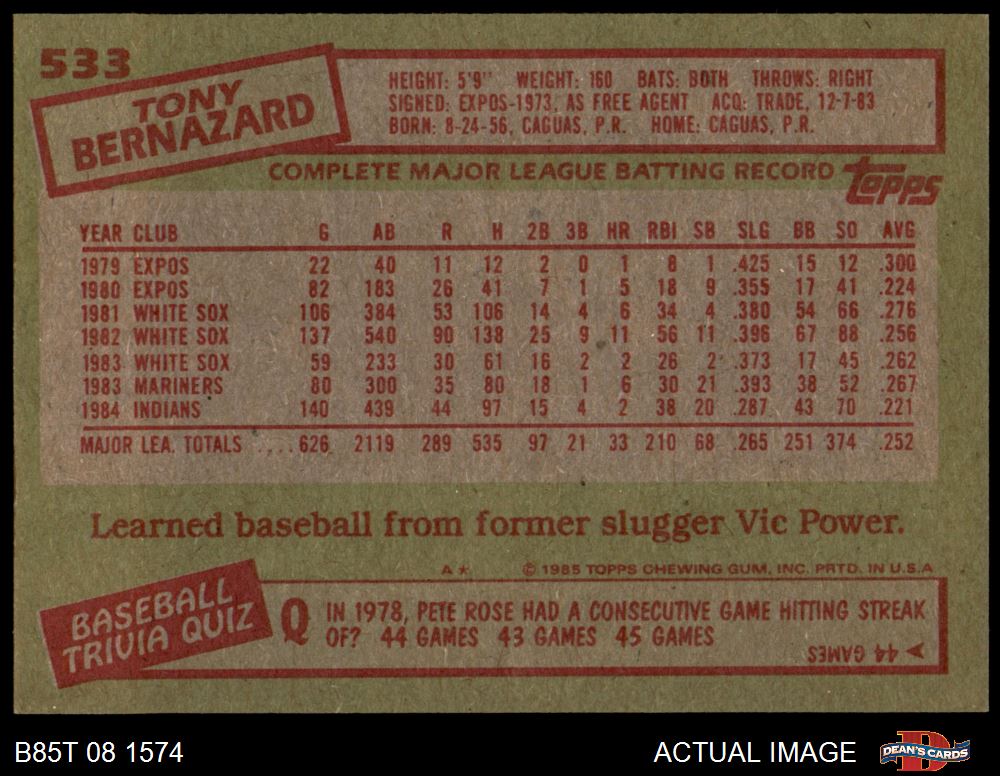 533
TONY
BERNAZARD
HEIGHT: 5'9" WEIGHT: 160 BATS: BOTH THROWS: RIGHT
SIGNED: EXPOS-1973, AS FREE AGENT ACQ: TRADE, 12-7-83
BORN: 8-24-56, CAGUAS, P.R. HOME: CAGUAS, P.R.
COMPLETE MAJOR LEAGUE BATTING RECORD
Topps
YEAR CLUB G AB R H 2B 3B HR RBI SB SLG BB SO AVG
1979 EXPOS 22 40 11 12 2 0 1 8 1 .425 15 12 .300
1980 EXPOS 82 183 26 41 7 1 5 18 9 .355 17 41 .224
1981 WHITE SOX 106 384 53 106 14 4 6 34 4 .380 54 66 .276
1982 WHITE SOX 137 540 90 138 25 9 11 56 11 .396 67 88 .256
1983 WHITE SOX 59 233 30 61 16 2 2 26 2 .373 17 45 .262
1983 MARINERS 80 300 35 80 18 1 6 30 21 .393 38 52 .267
1984 INDIANS 140 439 44 97 15 4 2 38 20 .287 43 70 .221
MAJOR LEA. TOTALS .... 626 2119 289 535 97 21 33 210 68 .265 251 374 .252
Learned baseball from former slugger Vic Power.
A* © 1985 TOPPS CHEWING GUM, INC. PRTD. IN U.S.A
BASEBALL
TRIVIA QUIZ
Q IN 1978, PETE ROSE HAD A CONSECUTIVE GAME HITTING STREAK
OF? 44 GAMES 43 GAMES 45 GAMES
44 GAMES
B85T 08 1574
ACTUAL IMAGE
D
DEAN'S CARDS